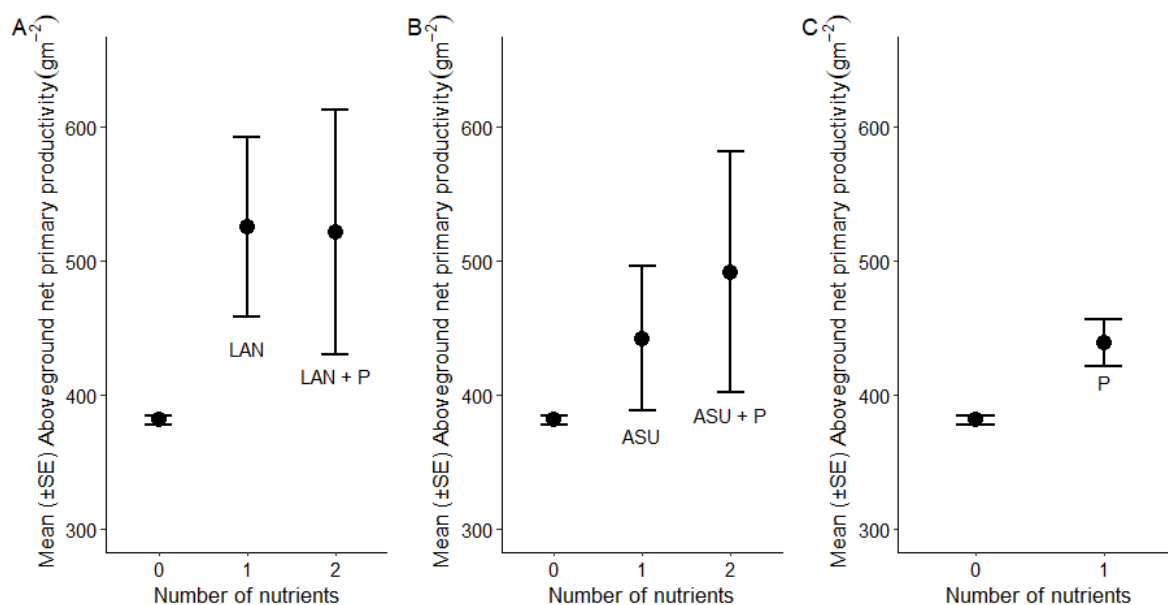 A
Mean (±SE) Aboveground net primary productivity (gm⁻²)
600
500
400
300
LAN
LAN + P
0 1 2
Number of nutrients
B
Mean (±SE) Aboveground net primary productivity (gm⁻²)
600
500
400
300
ASU
ASU + P
0 1 2
Number of nutrients
C
Mean (±SE) Aboveground net primary productivity (gm⁻²)
600
500
400
300
P
0 1
Number of nutrients